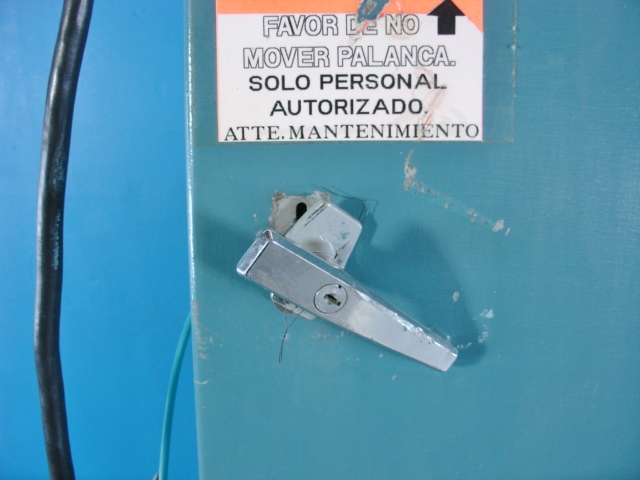 FAVOR DE NO
MOVER PALANCA.
SOLO PERSONAL
AUTORIZADO.
ATTE. MANTENIMIENTO